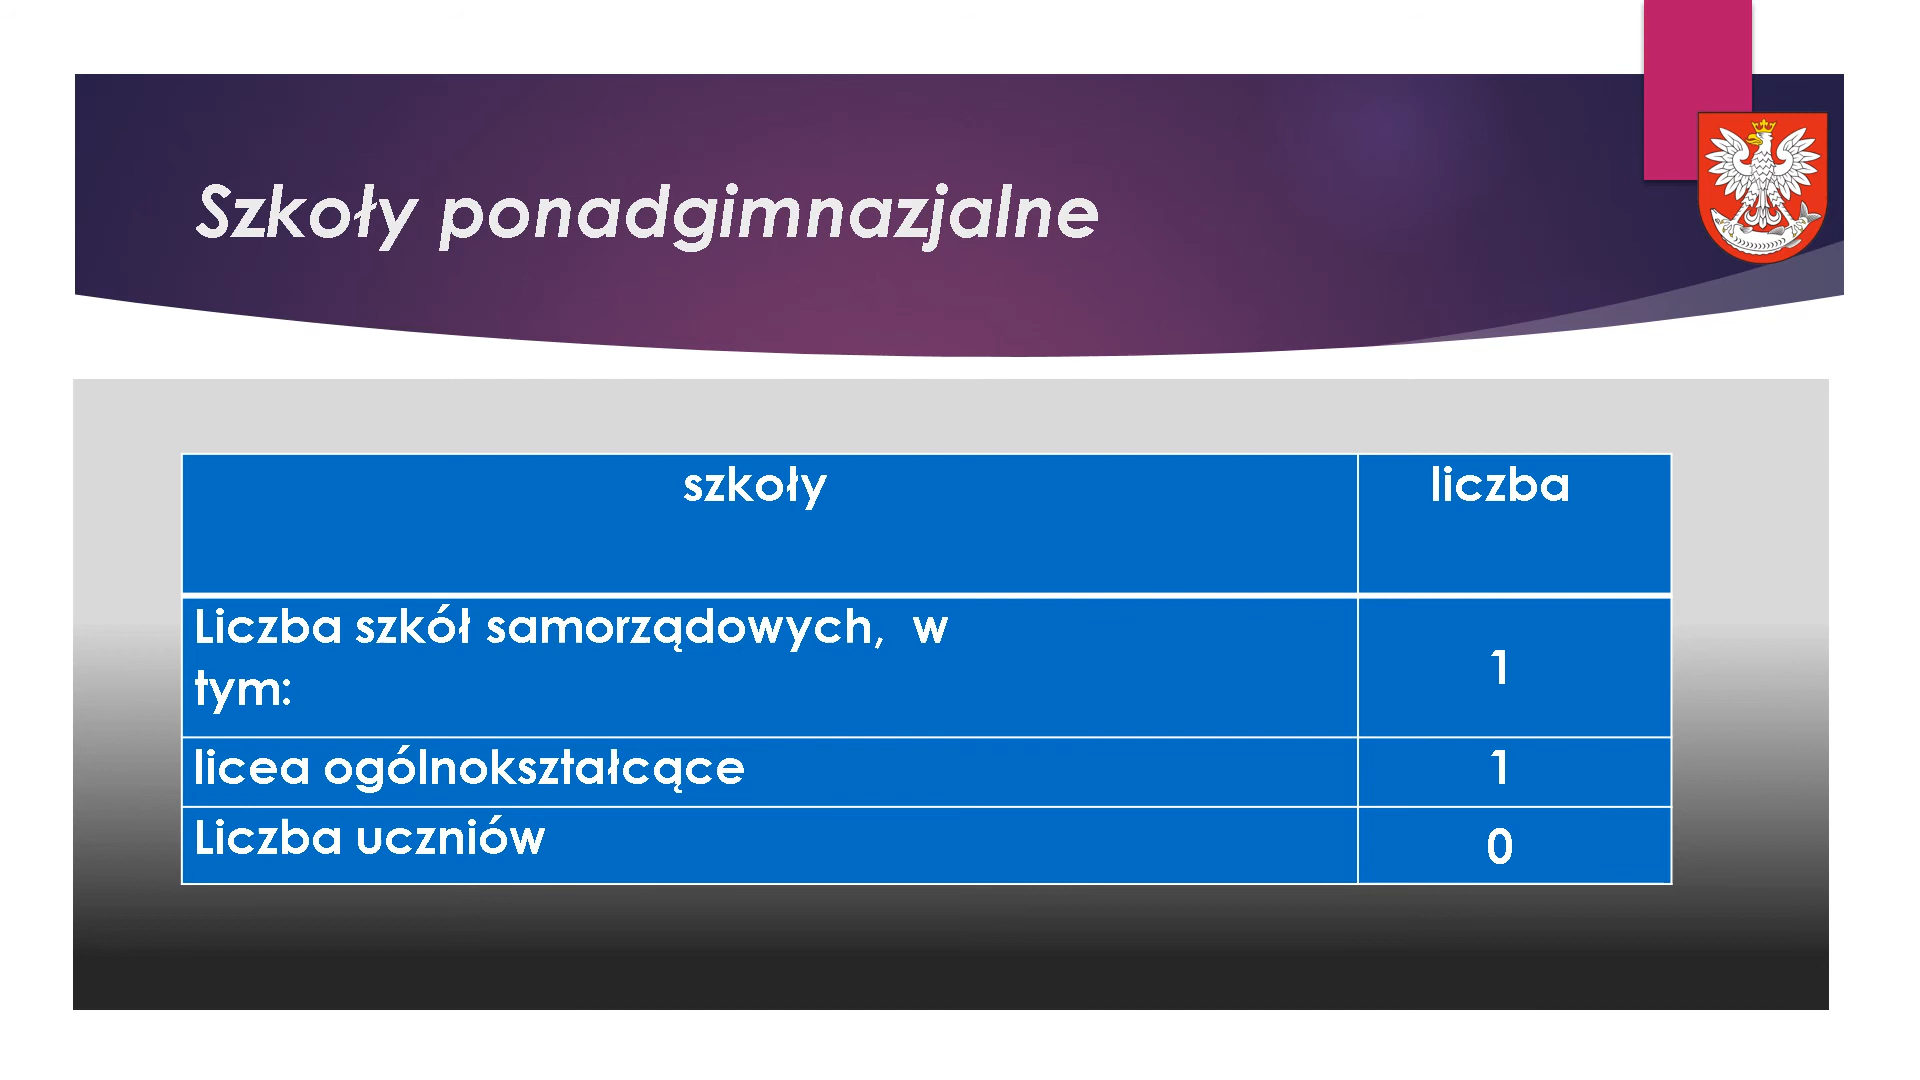 Szkoły ponadgimnazjalne
szkoły liczba
Liczba szkół samorządowych, w
tym:
1
licea ogólnokształcące 1
Liczba uczniów 0